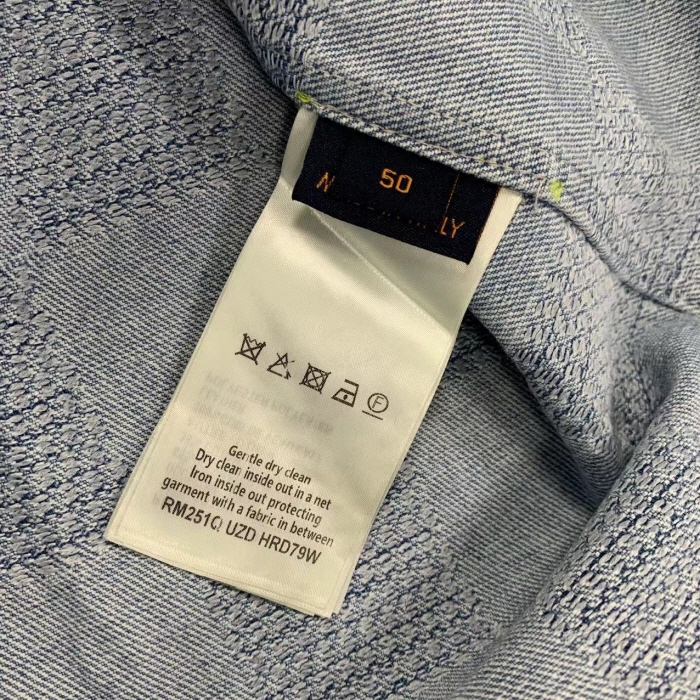 50
LY
Gentle dry clean
Dry clean inside out in a net
Iron inside out protecting
garment with a fabric in between
RM251Q UZD HRD79W